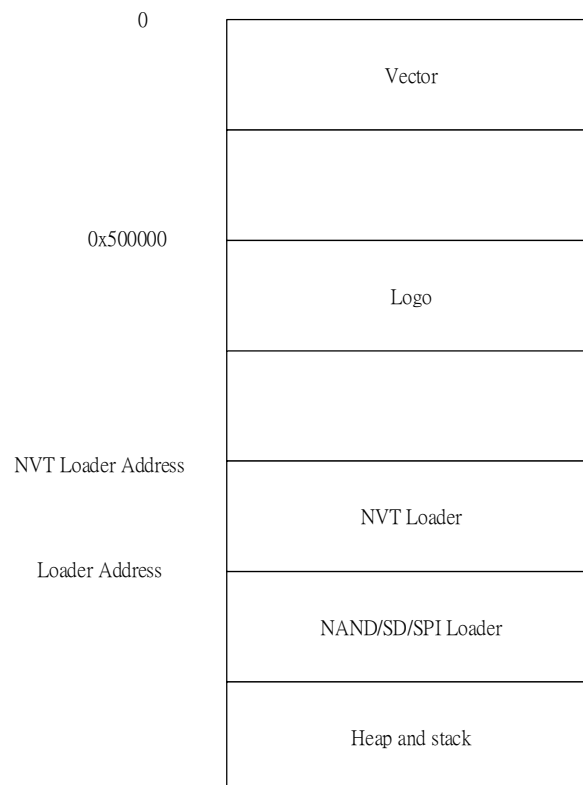 0
Vector
0x500000
Logo
NVT Loader Address
NVT Loader
Loader Address
NAND/SD/SPI Loader
Heap and stack